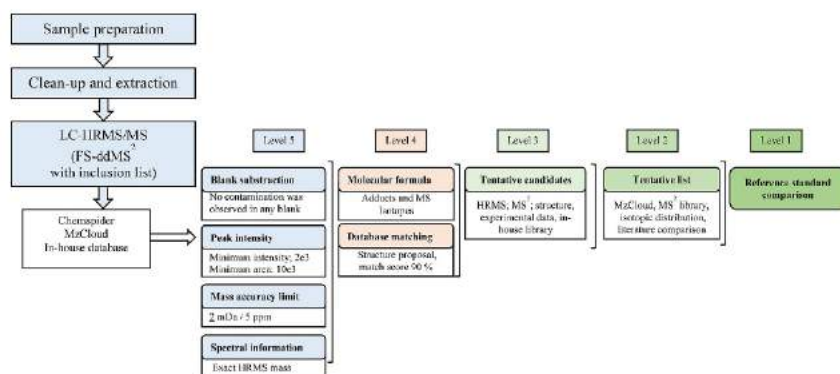 Sample preparation
Clean-up and extraction
LC-HRMS/MS
(FS-ddMS²
with inclusion list)
Chemspider
MzCloud
In-house database
Level 5
Blank substraction
No contamination was
observed in any blank
Peak intensity
Minimum intensity; 2e3
Minimum area: 10e3
Mass accuracy limit
2 mDa / 5 ppm
Spectral information
Exact HRMS mass
Level 4
Molecular formula
Adducts and MS
Isotopes
Database matching
Structure proposal,
match score 90 %
Level 3
Tentative candidates
HRMS; MS²; structure,
experimental data, in-
house library
Level 2
Tentative list
MzCloud, MS² library,
isotopic distribution,
literature comparison
Level 1
Reference standard
comparison